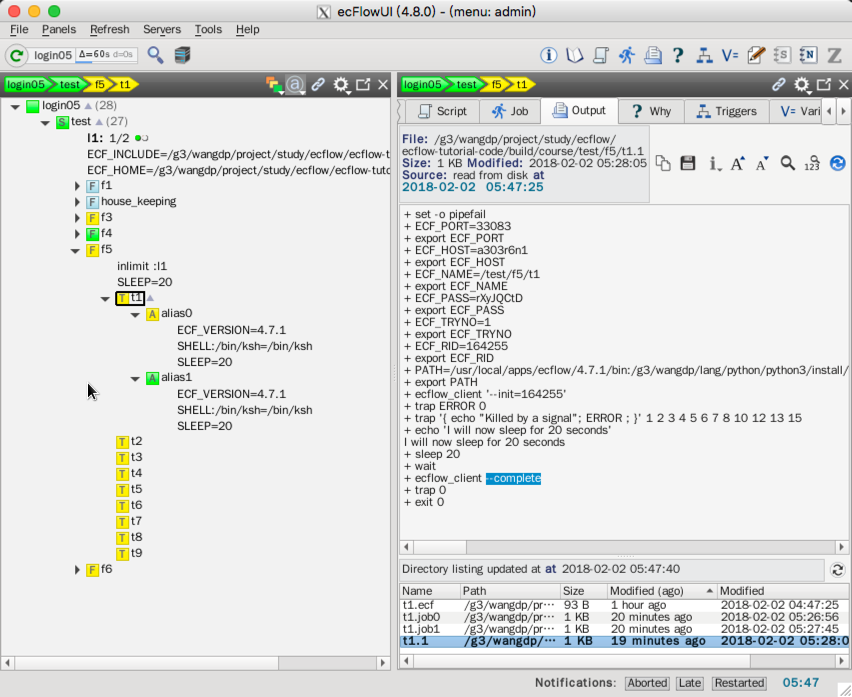 ecFlowUI (4.8.0) - (menu: admin)
File Panels Refresh Servers Tools Help
login05 Δ=60s d=0s
login05 test f5 t1
login05 (28)
test (27)
l1: 1/2
ECF_INCLUDE=/g3/wangdp/project/study/ecflow/ecflow-t
ECF_HOME=/g3/wangdp/project/study/ecflow/ecflow-tutc
F f1
F house_keeping
F f3
F f4
F f5
inlimit :l1
SLEEP=20
T t1
A alias0
ECF_VERSION=4.7.1
SHELL:/bin/ksh=/bin/ksh
SLEEP=20
A alias1
ECF_VERSION=4.7.1
SHELL:/bin/ksh=/bin/ksh
SLEEP=20
T t2
T t3
T t4
T t5
T t6
T t7
T t8
T t9
F f6
login05 test f5 t1
Script Job Output Why Triggers V= Vari
File: /g3/wangdp/project/study/ecflow/
ecflow-tutorial-code/build/course/test/f5/t1.1
Size: 1 KB Modified: 2018-02-02 05:28:05
Source: read from disk at
2018-02-02 05:47:25
+ set -o pipefail
+ ECF_PORT=33083
+ export ECF_PORT
+ ECF_HOST=a303r6n1
+ export ECF_HOST
+ ECF_NAME=/test/f5/t1
+ export ECF_NAME
+ ECF_PASS=rXyJQCtD
+ export ECF_PASS
+ ECF_TRYNO=1
+ export ECF_TRYNO
+ ECF_RID=164255
+ export ECF_RID
+ PATH=/usr/local/apps/ecflow/4.7.1/bin:/g3/wangdp/lang/python/python3/install/
+ export PATH
+ ecflow_client '--init=164255'
+ trap ERROR 0
+ trap '{ echo "Killed by a signal"; ERROR ; }' 1 2 3 4 5 6 7 8 10 12 13 15
+ echo 'I will now sleep for 20 seconds'
I will now sleep for 20 seconds
+ sleep 20
+ wait
+ ecflow_client --complete
+ trap 0
+ exit 0
Directory listing updated at at 2018-02-02 05:47:40
Name Path Size Modified (ago) Modified
t1.ecf /g3/wangdp/pr··· 93 B 1 hour ago 2018-02-02 04:47:25
t1.job0 /g3/wangdp/pr··· 1 KB 20 minutes ago 2018-02-02 05:26:56
t1.job1 /g3/wangdp/pr··· 1 KB 20 minutes ago 2018-02-02 05:27:45
t1.1 /g3/wangdp/··· 1 KB 19 minutes ago 2018-02-02 05:28:0
Notifications: Aborted Late Restarted 05:47